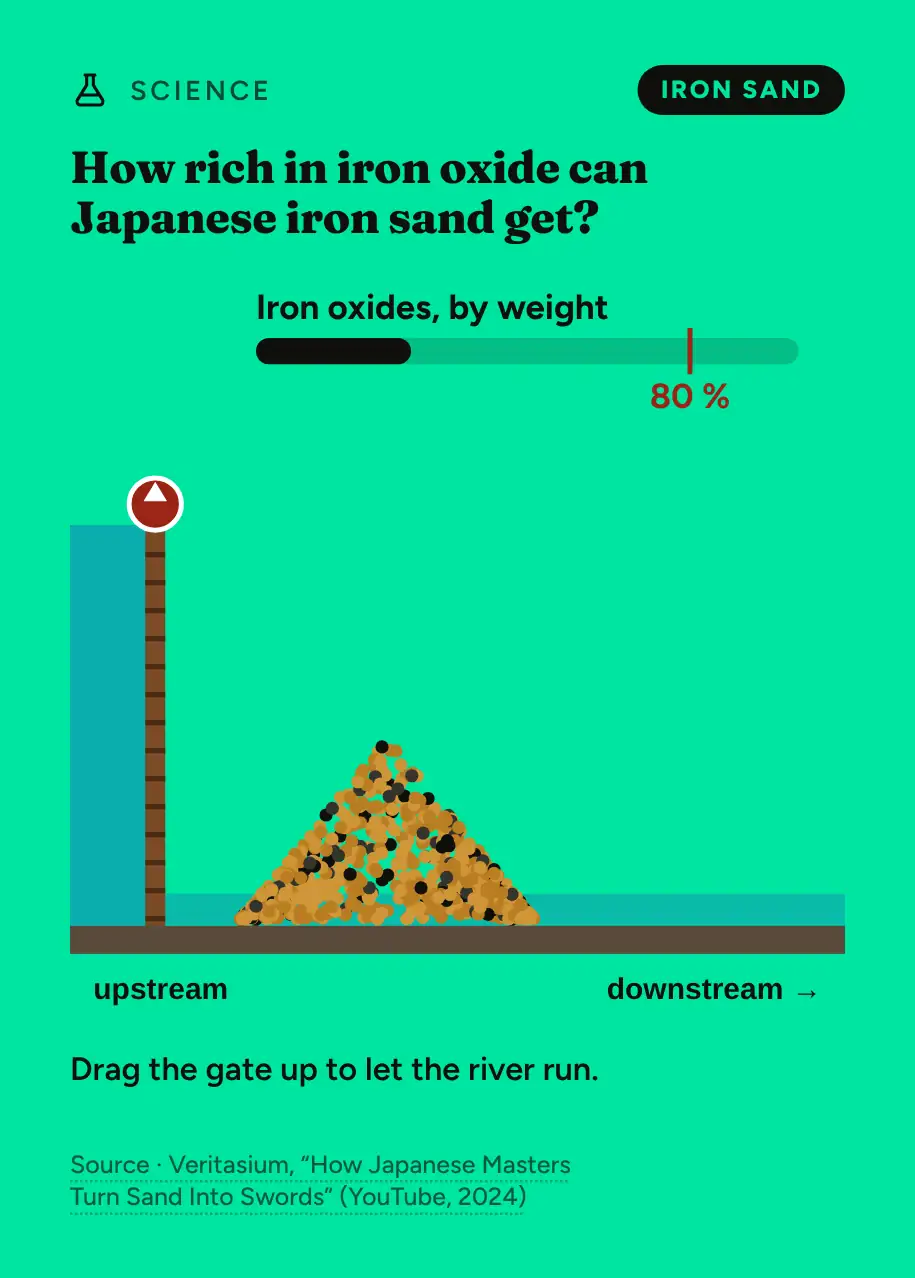 SCIENCE
IRON SAND
How rich in iron oxide can
Japanese iron sand get?
Iron oxides, by weight
80 %
upstream
downstream →
Drag the gate up to let the river run.
Source · Veritasium, “How Japanese Masters
Turn Sand Into Swords” (YouTube, 2024)